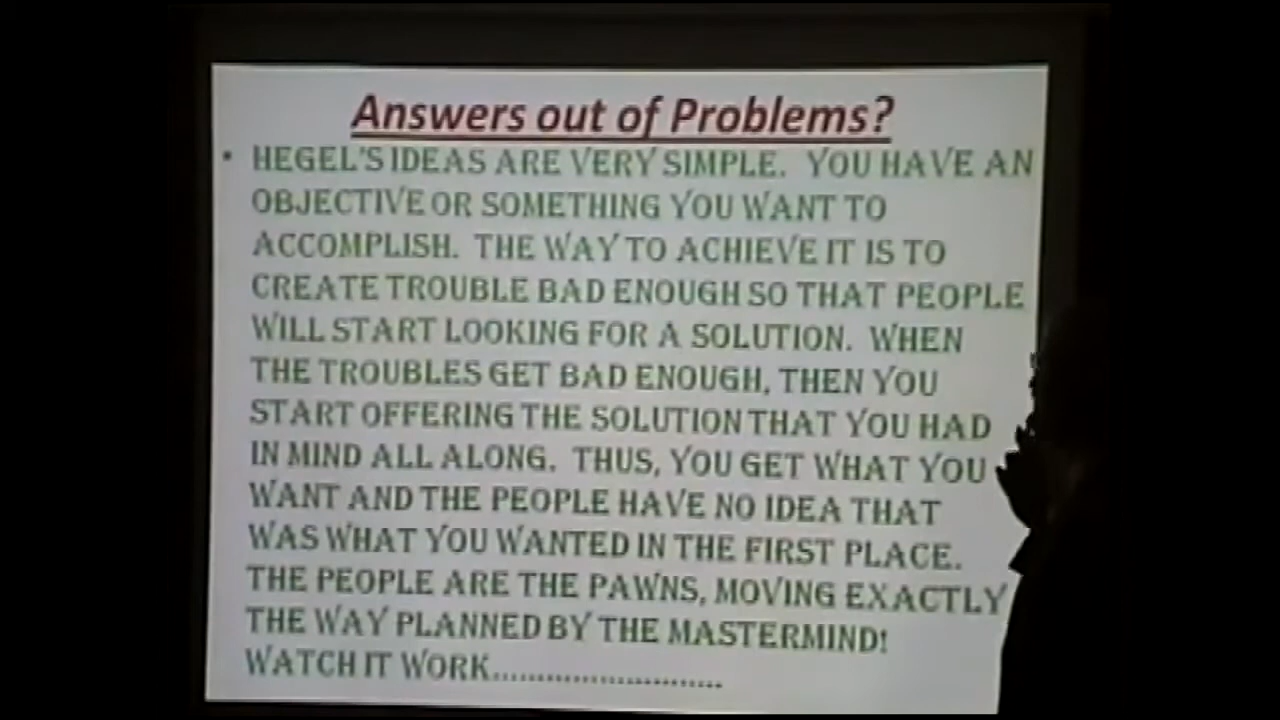 Answers out of Problems?
• HEGEL'S IDEAS ARE VERY SIMPLE. YOU HAVE AN
OBJECTIVE OR SOMETHING YOU WANT TO
ACCOMPLISH. THE WAY TO ACHIEVE IT IS TO
CREATE TROUBLE BAD ENOUGH SO THAT PEOPLE
WILL START LOOKING FOR A SOLUTION. WHEN
THE TROUBLES GET BAD ENOUGH, THEN YOU
START OFFERING THE SOLUTION THAT YOU HAD
IN MIND ALL ALONG. THUS, YOU GET WHAT YOU
WANT AND THE PEOPLE HAVE NO IDEA THAT
WAS WHAT YOU WANTED IN THE FIRST PLACE.
THE PEOPLE ARE THE PAWNS, MOVING EXACTLY
THE WAY PLANNED BY THE MASTERMIND!
WATCH IT WORK..........................